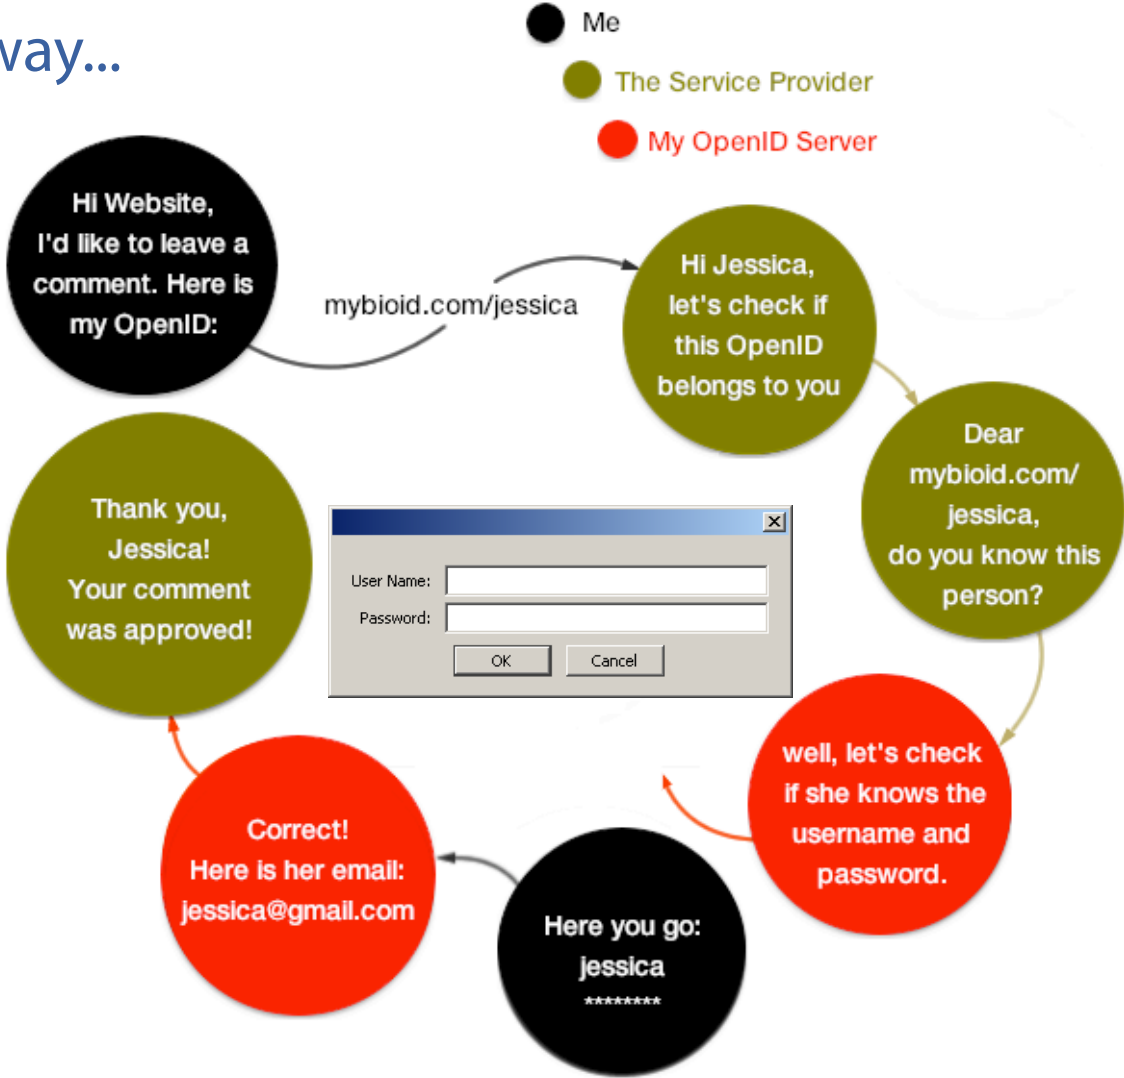 way...
Me
The Service Provider
My OpenID Server
Hi Website,
I'd like to leave a
comment. Here is
my OpenID:
mybioid.com/jessica
Hi Jessica,
let's check if
this OpenID
belongs to you
Dear
mybioid.com/
jessica,
do you know this
person?
well, let's check
if she knows the
username and
password.
User Name:
Password:
OK
Cancel
Here you go:
jessica
********
Correct!
Here is her email:
jessica@gmail.com
Thank you,
Jessica!
Your comment
was approved!